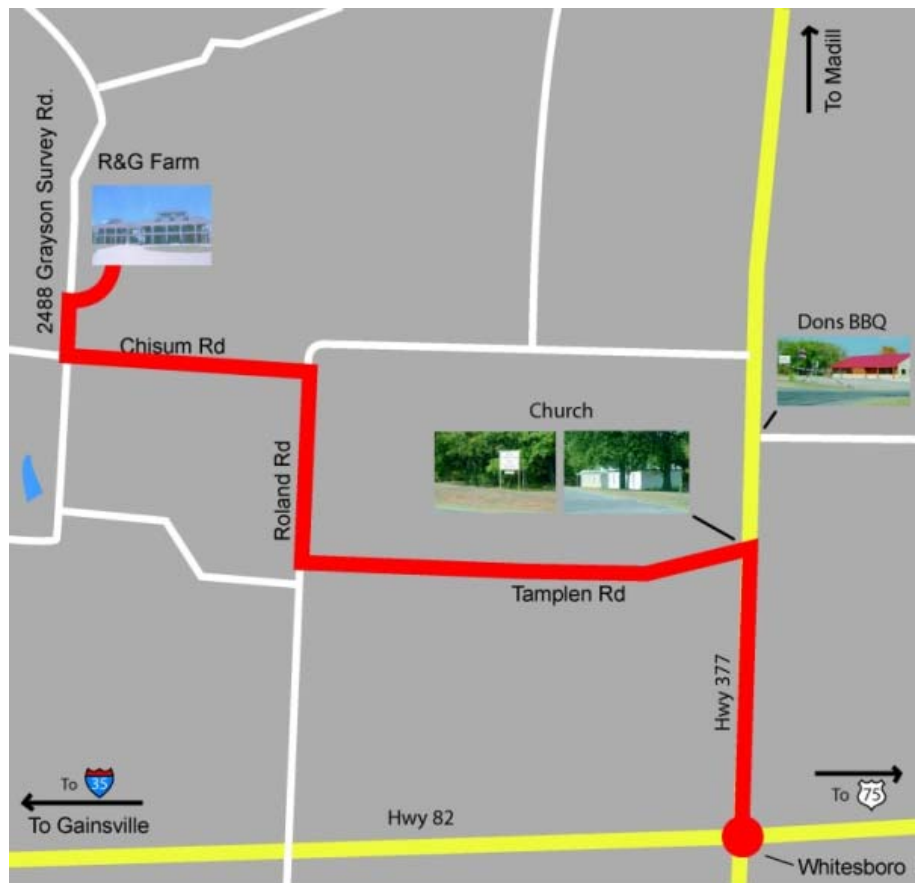 To Madill
2488 Grayson Survey Rd.
R&G Farm
Dons BBQ
Chisum Rd
Church
Roland Rd
Tamplen Rd
Hwy 377
To 35
To Gainsville
Hwy 82
To 75
Whitesboro